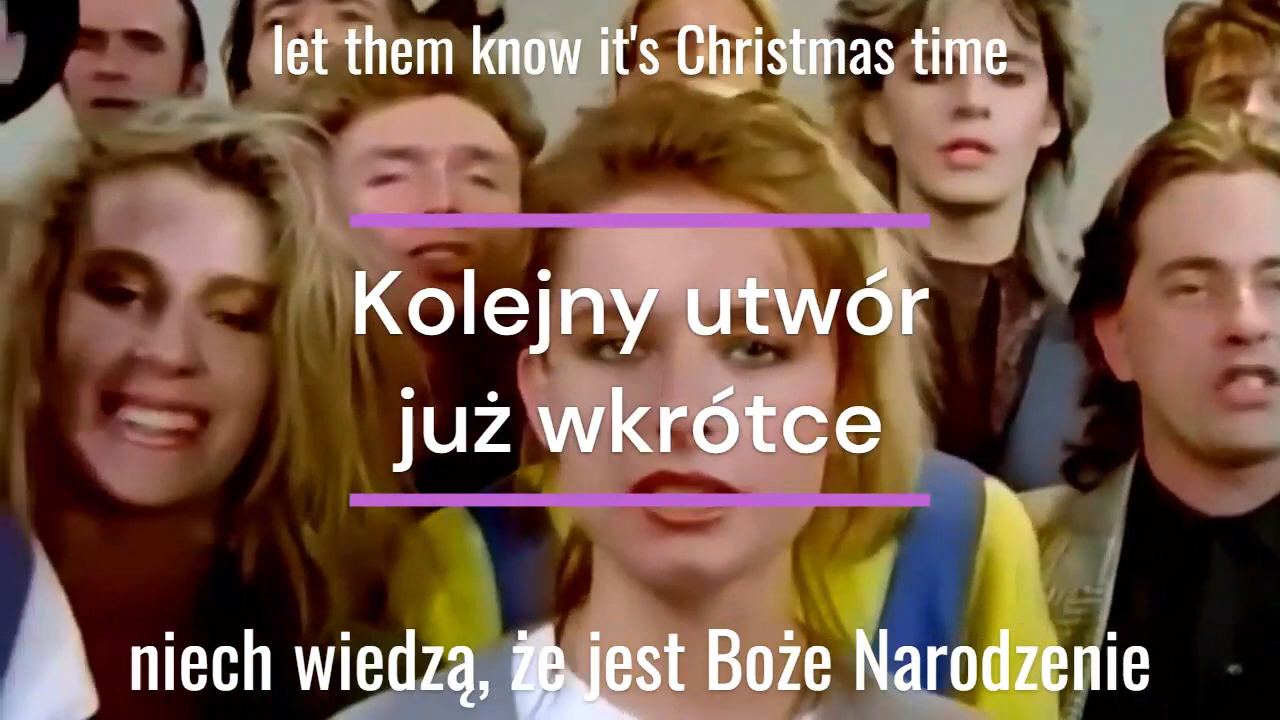 let them know it's Christmas time
Kolejny utwór
już wkrótce
niech wiedzą, że jest Boże Narodzenie